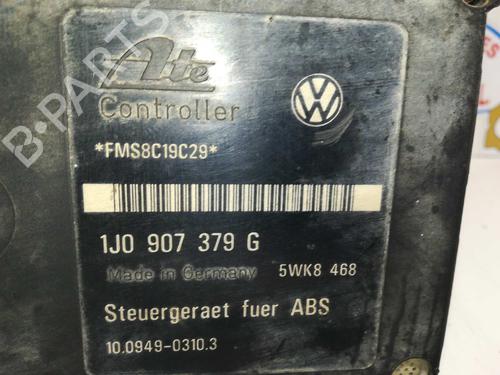 Ate
Controller
*FMS8C19C29*
1J0 907 379 G
Made in Germany 5WK8 468
Steuergeraet fuer ABS
10.0949-0310.3
B-PARTS